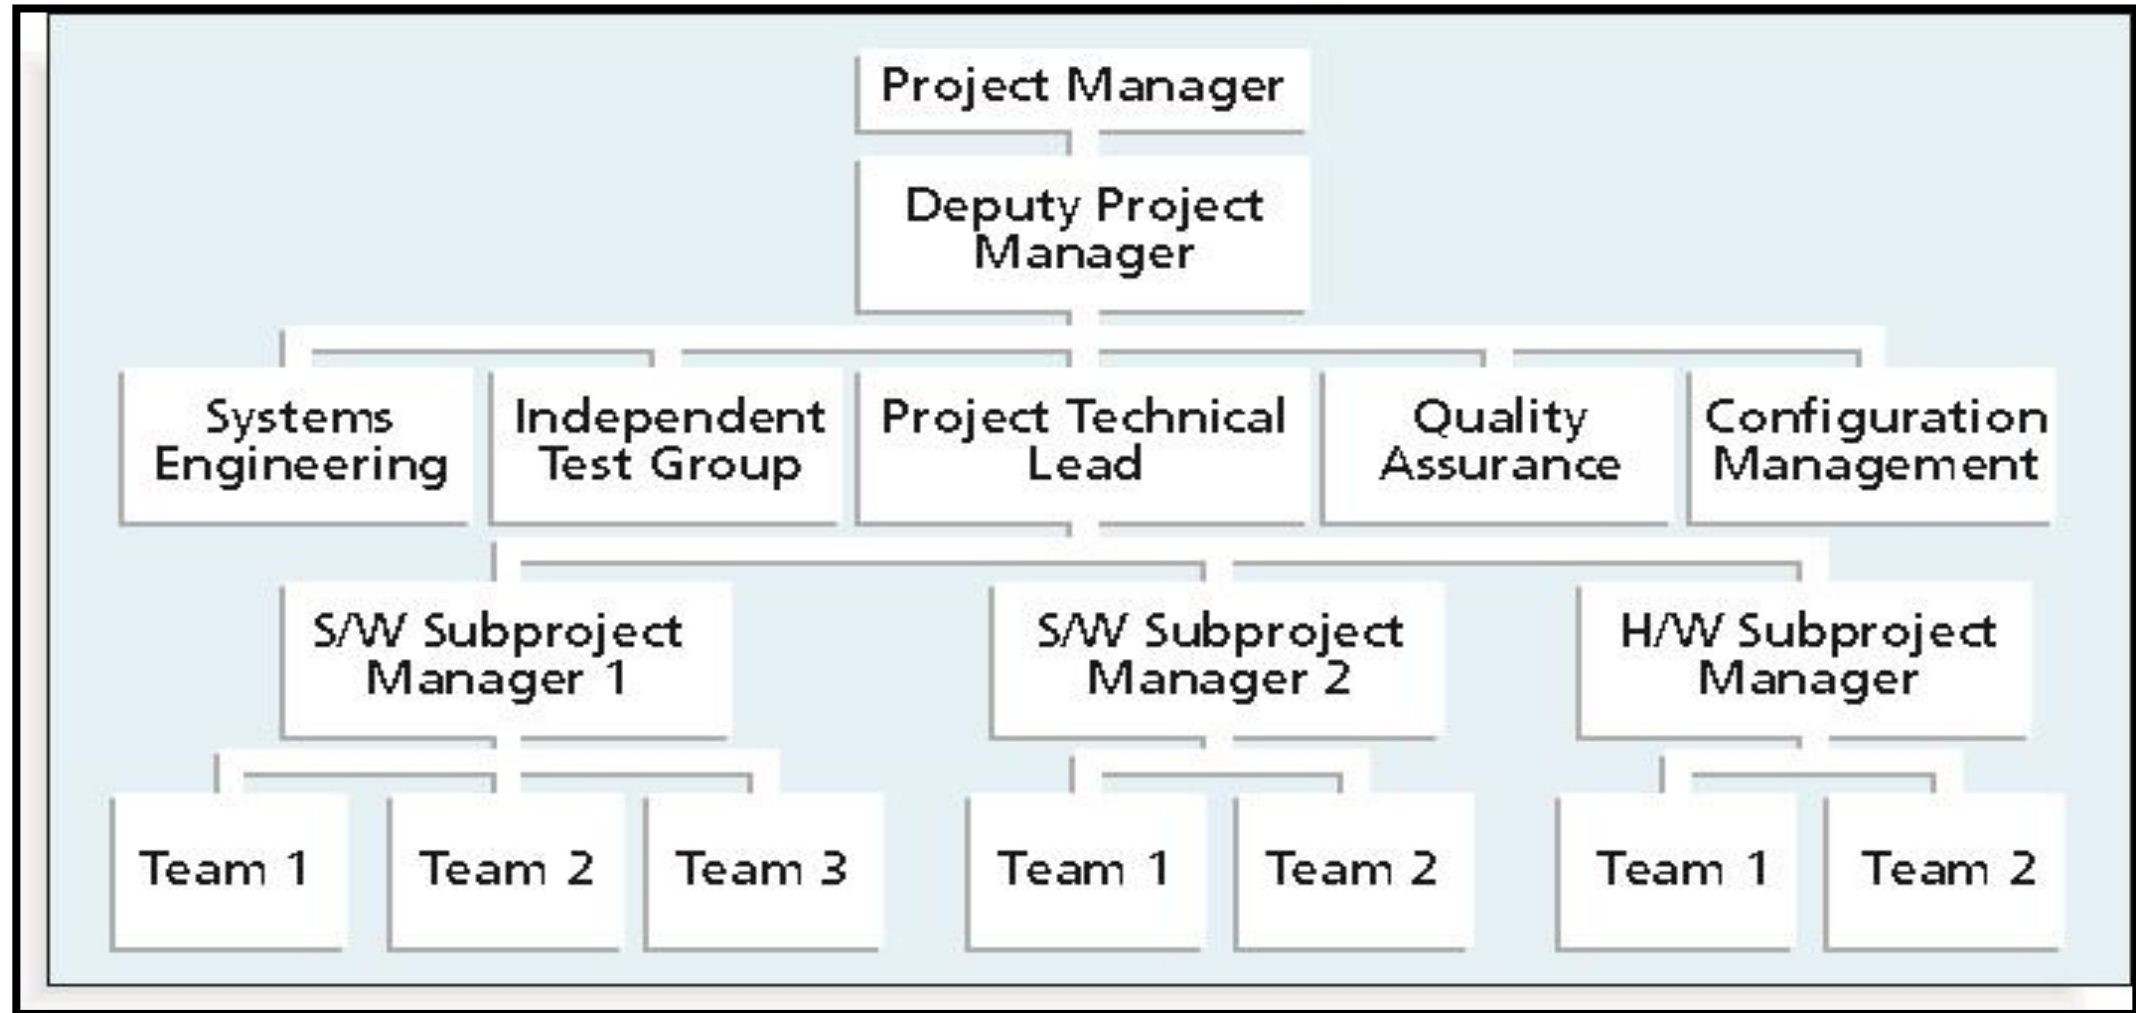 Project Manager
Deputy Project
Manager
Systems
Engineering
Independent
Test Group
Project Technical
Lead
Quality
Assurance
Configuration
Management
S/W Subproject
Manager 1
S/W Subproject
Manager 2
H/W Subproject
Manager
Team 1
Team 2
Team 3
Team 1
Team 2
Team 1
Team 2